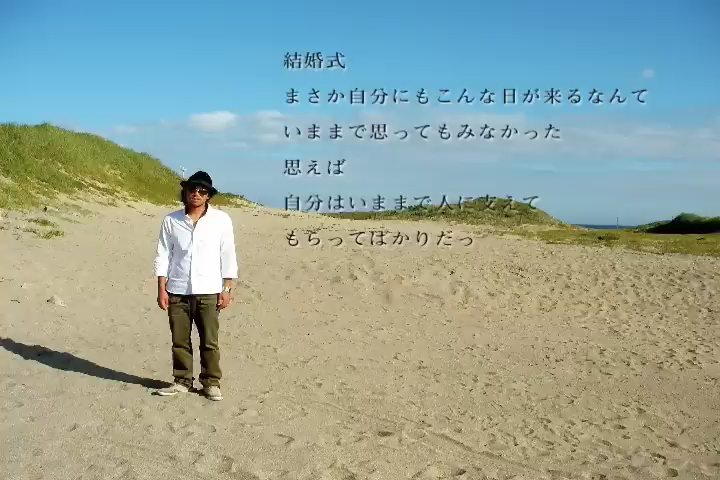 結婚式
まさか自分にもこんな日が来るなんて
いままで思ってもみなかった
思えば
自分はいままで人に支えて
もらってばかりだっ